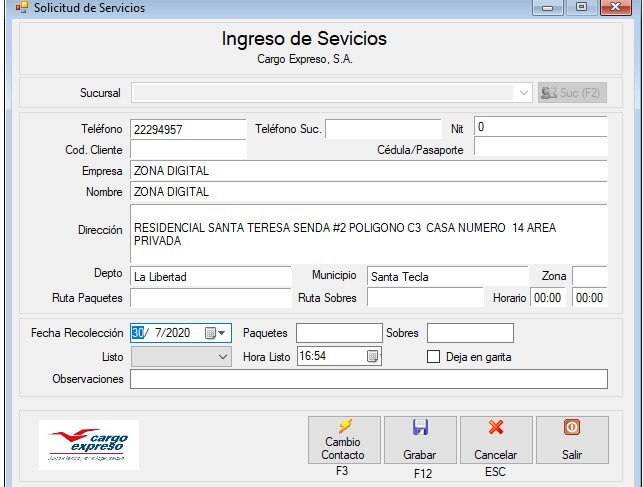 Solicitud de Servicios
Ingreso de Sevicios
Cargo Expreso, S.A.
Sucursal Suc (F2)
Teléfono 22294957 Teléfono Suc. Nit 0
Cod. Cliente Cédula/Pasaporte
Empresa ZONA DIGITAL
Nombre ZONA DIGITAL
Dirección RESIDENCIAL SANTA TERESA SENDA #2 POLIGONO C3 CASA NUMERO 14 AREA
PRIVADA
Depto La Libertad Municipio Santa Tecla Zona
Ruta Paquetes Ruta Sobres Horario 00:00 00:00
Fecha Recolección 30/ 7/2020 Paquetes Sobres
Listo Hora Listo 16:54 Deja en garita
Observaciones
cargo
expreso
Cambio
Contacto Grabar Cancelar Salir
F3 F12 ESC